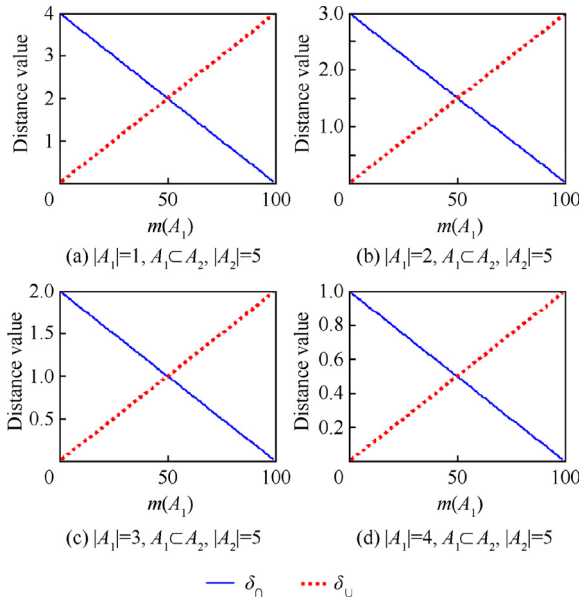 4
3
2
1
0
50
100
Distance value
m(A₁)
(a) |A₁|=1, A₁⊂A₂, |A₂|=5
3.0
2.0
1.0
0
50
100
Distance value
m(A₁)
(b) |A₁|=2, A₁⊂A₂, |A₂|=5
2.0
1.5
1.0
0.5
0
50
100
Distance value
m(A₁)
(c) |A₁|=3, A₁⊂A₂, |A₂|=5
1.0
0.8
0.6
0.4
0.2
0
50
100
Distance value
m(A₁)
(d) |A₁|=4, A₁⊂A₂, |A₂|=5
δ∩ δ∪